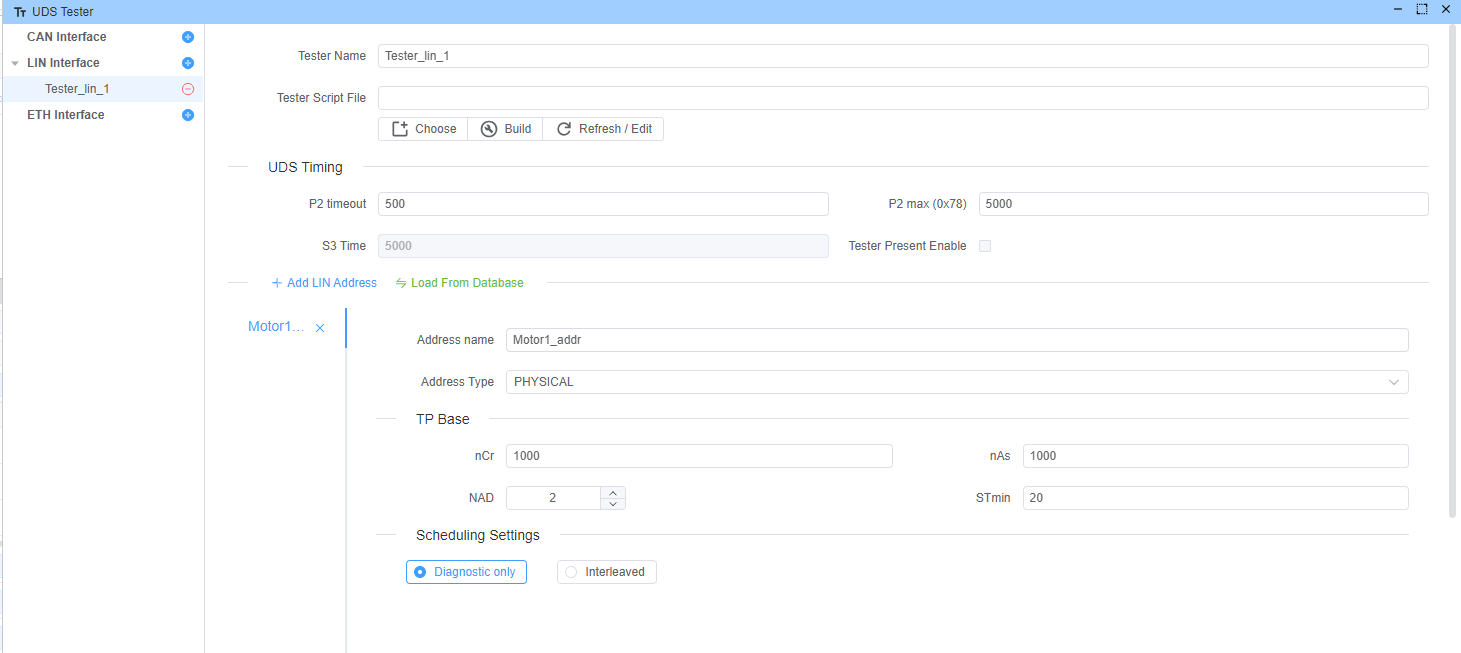 UDS Tester
CAN Interface
LIN Interface
Tester_lin_1
ETH Interface
Tester Name Tester_lin_1
Tester Script File
Choose Build Refresh / Edit
UDS Timing
P2 timeout 500 P2 max (0x78) 5000
S3 Time 5000 Tester Present Enable
Add LIN Address Load From Database
Motor1...
Address name Motor1_addr
Address Type PHYSICAL
TP Base
nCr 1000 nAs 1000
NAD 2 STmin 20
Scheduling Settings
Diagnostic only Interleaved